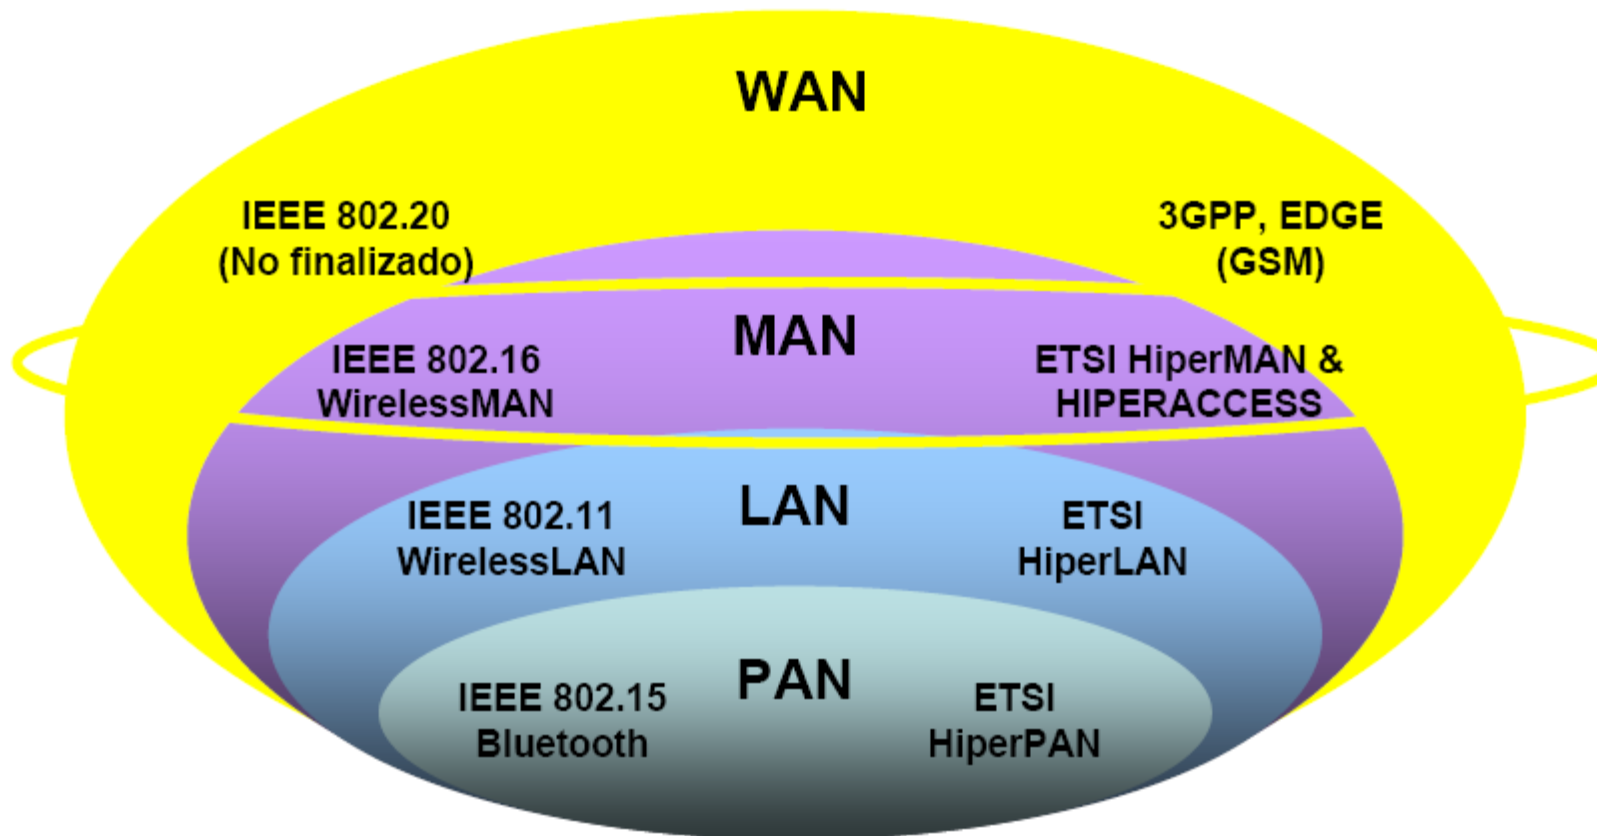 WAN
IEEE 802.20
(No finalizado)
3GPP, EDGE
(GSM)
MAN
IEEE 802.16
WirelessMAN
ETSI HiperMAN &
HIPERACCESS
LAN
IEEE 802.11
WirelessLAN
ETSI
HiperLAN
PAN
IEEE 802.15
Bluetooth
ETSI
HiperPAN